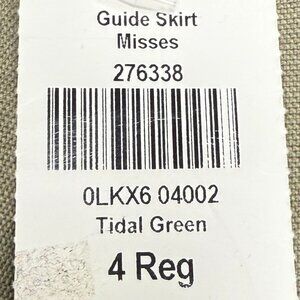 Guide Skirt
Misses
276338
0LKX6 04002
Tidal Green
4 Reg